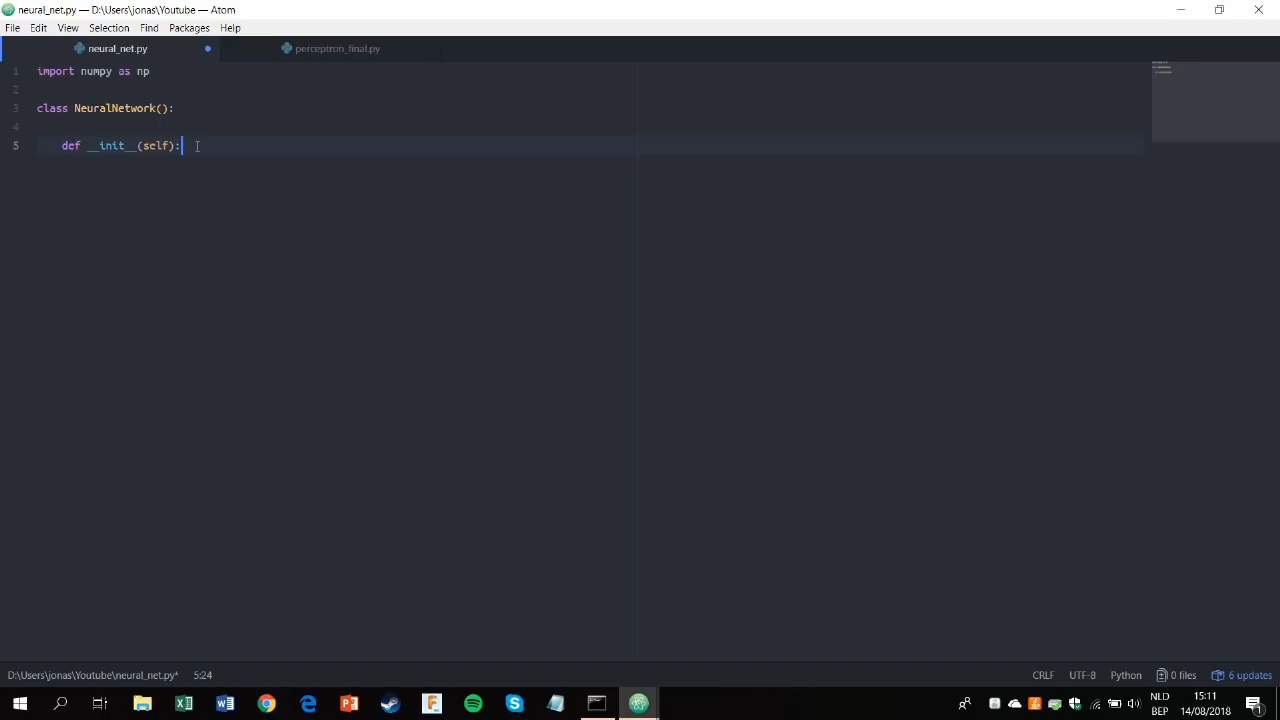 neural_net.py — D:\Users\jonas\Youtube — Atom
File Edit View Selection Find Packages Help
neural_net.py perceptron_final.py
1 import numpy as np
2
3 class NeuralNetwork():
4
5 def __init__(self):
D:\Users\jonas\Youtube\neural_net.py* 5:24 CRLF UTF-8 Python 0 files 6 updates
NLD 15:11
BEP 14/08/2018